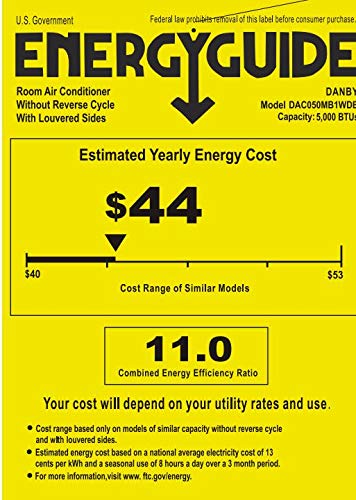 U.S. Government
Federal law prohibits removal of this label before consumer purchase.
ENERGYGUIDE
Room Air Conditioner
Without Reverse Cycle
With Louvered Sides
DANBY
Model DAC050MB1WDB
Capacity: 5,000 BTUs
Estimated Yearly Energy Cost
$44
$40
$53
Cost Range of Similar Models
11.0
Combined Energy Efficiency Ratio
Your cost will depend on your utility rates and use.
• Cost range based only on models of similar capacity without reverse cycle
and with louvered sides.
• Estimated energy cost based on a national average electricity cost of 13
cents per kWh and a seasonal use of 8 hours a day over a 3 month period.
• For more information,visit www. ftc.gov/energy.